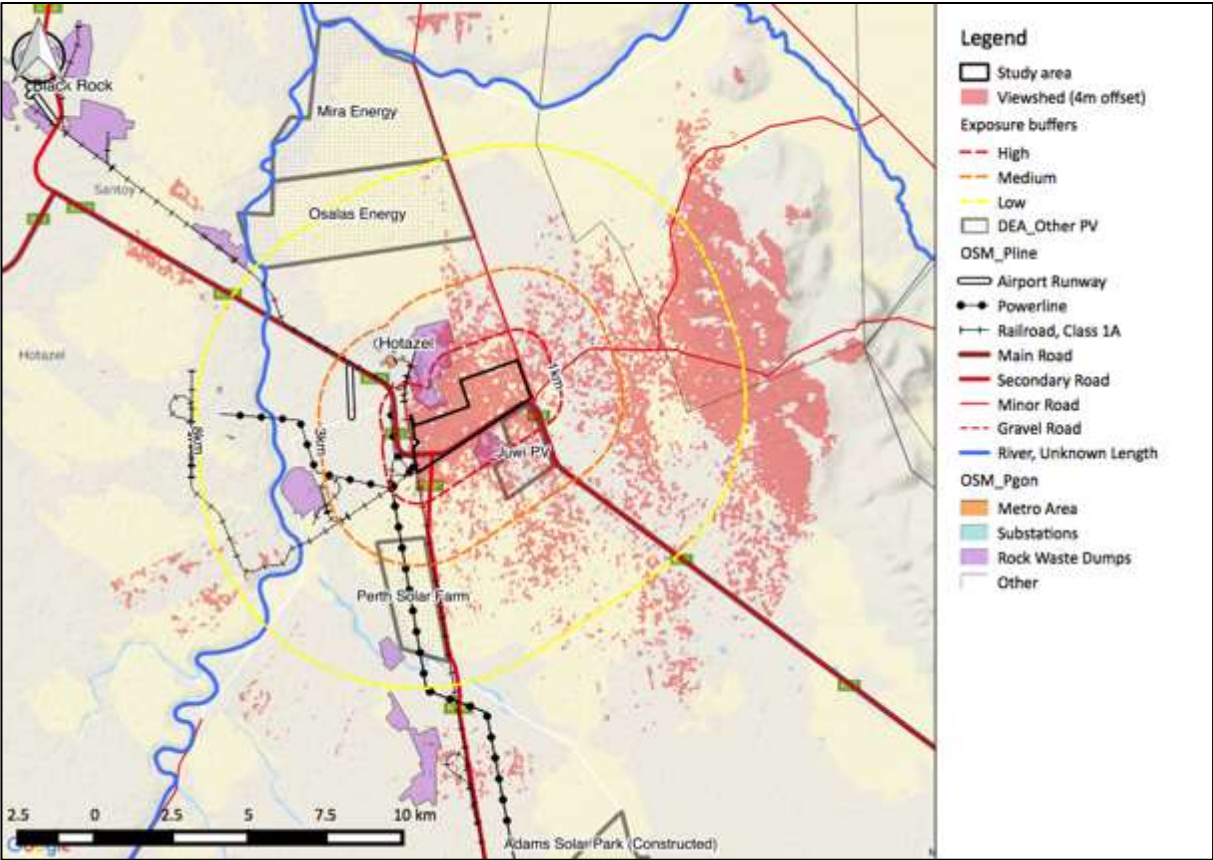 Black Rock
Mira Energy
Santoy
Osalas Energy
Hotazel
Hotazel
1km
8km
3km
Juwi PV
Perth Solar Farm
Adams Solar Park (Constructed)
2.5 0 2.5 5 7.5 10 km
Google
Legend
Study area
Viewshed (4m offset)
Exposure buffers
High
Medium
Low
DEA_Other PV
OSM_Pline
Airport Runway
Powerline
Railroad, Class 1A
Main Road
Secondary Road
Minor Road
Gravel Road
River, Unknown Length
OSM_Pgon
Metro Area
Substations
Rock Waste Dumps
Other